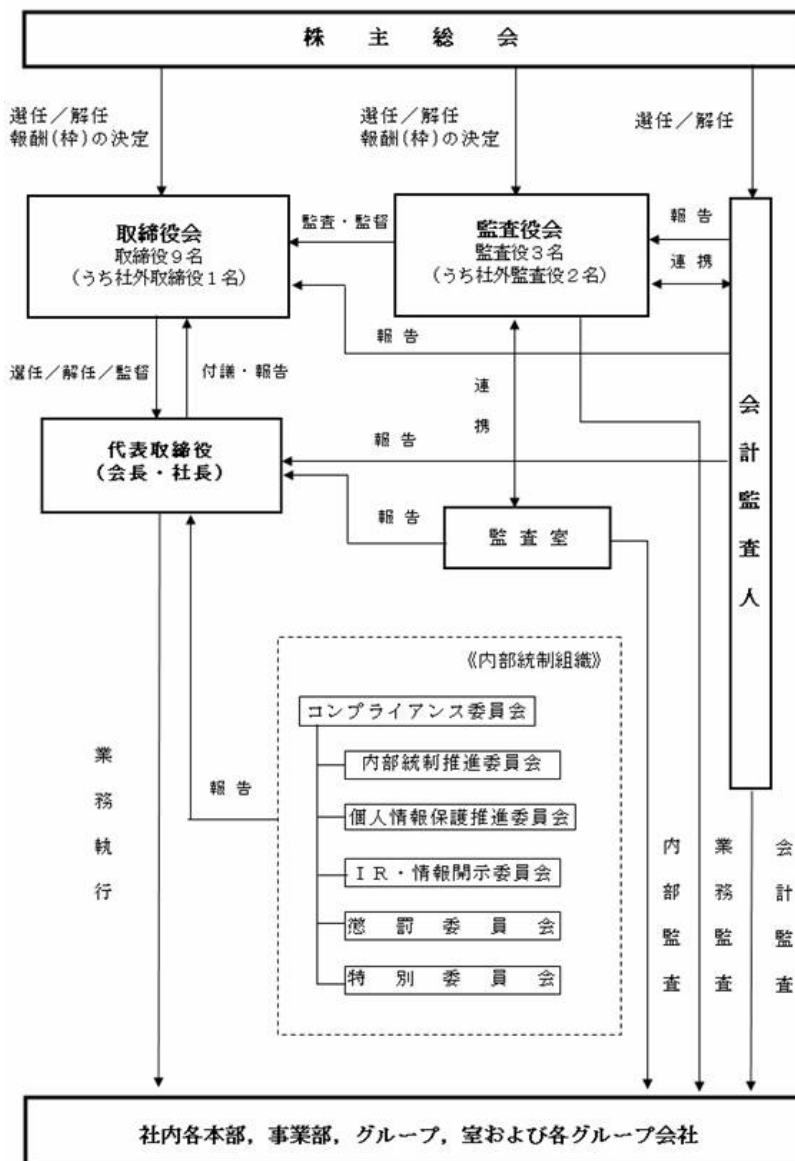 株主総会
選任／解任
報酬(枠)の決定
選任／解任
報酬(枠)の決定
選任／解任
取締役会
取締役９名
(うち社外取締役１名)
監査・監督
監査役会
監査役３名
(うち社外監査役２名)
報告
連携
報告
選任／解任／監督
付議・報告
連携
会計監査人
代表取締役
(会長・社長)
報告
報告
監査室
《内部統制組織》
コンプライアンス委員会
内部統制推進委員会
個人情報保護推進委員会
ＩＲ・情報開示委員会
懲罰委員会
特別委員会
報告
業務執行
内部監査
業務監査
会計監査
社内各本部，事業部，グループ，室および各グループ会社